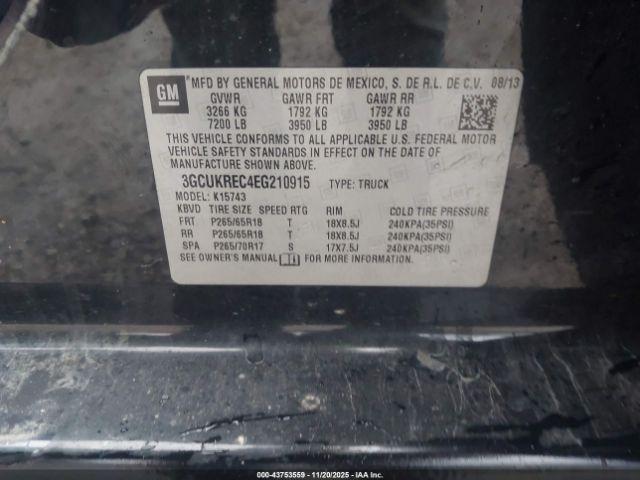 GM
MFD BY GENERAL MOTORS DE MEXICO, S. DE R.L. DE C.V. 08/13
GVWR GAWR FRT GAWR RR
3266 KG 1792 KG 1792 KG
7200 LB 3950 LB 3950 LB
THIS VEHICLE CONFORMS TO ALL APPLICABLE U.S. FEDERAL MOTOR
VEHICLE SAFETY STANDARDS IN EFFECT ON THE DATE OF
MANUFACTURE SHOWN ABOVE.
3GCUKREC4EG210915 TYPE: TRUCK
MODEL: K15743
KBVD TIRE SIZE SPEED RTG RIM COLD TIRE PRESSURE
FRT P265/65R18 T 18X8.5J 240KPA(35PSI)
RR P265/65R18 T 18X8.5J 240KPA(35PSI)
SPA P265/70R17 S 17X7.5J 240KPA(35PSI)
SEE OWNER'S MANUAL FOR MORE INFORMATION.
000-43753559 - 11/20/2025 - IAA Inc.